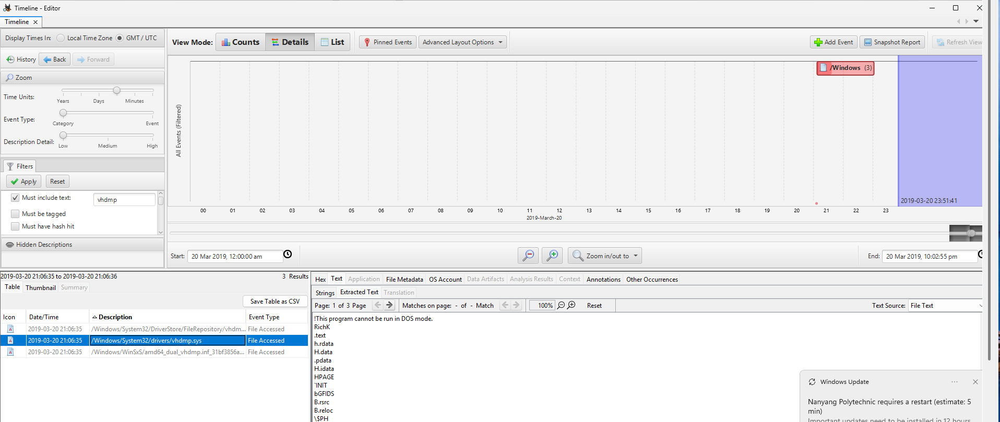 Timeline - Editor
Timeline
Display Times In: Local Time Zone GMT / UTC
History Back Forward
Zoom
Time Units:
Years Days Minutes
Event Type:
Category Event
Description Detail:
Low Medium High
Filters
Apply Reset
Must include text: vhdmp
Must be tagged
Must have hash hit
Hidden Descriptions
View Mode: Counts Details List Pinned Events Advanced Layout Options Add Event Snapshot Report Refresh View
/Windows (3)
All Events (Filtered)
2019-03-20 23:51:41
00 01 02 03 04 05 06 07 08 09 10 11 12 13 14 15 16 17 18 19 20 21 22 23
2019-March-20
Start: 20 Mar 2019, 12:00:00 am Zoom in/out to End: 20 Mar 2019, 10:02:55 pm
2019-03-20 21:06:35 to 2019-03-20 21:06:36 3 Results
Table Thumbnail Summary
Save Table as CSV
Icon Date/Time Description Event Type
2019-03-20 21:06:35 /Windows/System32/DriverStore/FileRepository/vhdm... File Accessed
2019-03-20 21:06:35 /Windows/System32/drivers/vhdmp.sys File Accessed
2019-03-20 21:06:35 /Windows/WinSxS/amd64_dual_vhdmp.inf_31bf3856a... File Accessed
Hex Text Application File Metadata OS Account Data Artifacts Analysis Results Context Annotations Other Occurrences
Strings Extracted Text Translation
Page: 1 of 3 Page Matches on page: - of - Match 100% Reset Text Source: File Text
!This program cannot be run in DOS mode.
RichK
.text
h.rdata
H.data
.pdata
H.idata
HPAGE
`INIT
bGFIDS
B.rsrc
B.reloc
\$PH
Windows Update
Nanyang Polytechnic requires a restart (estimate: 5
min)
Important updates need to be installed in 12 hours